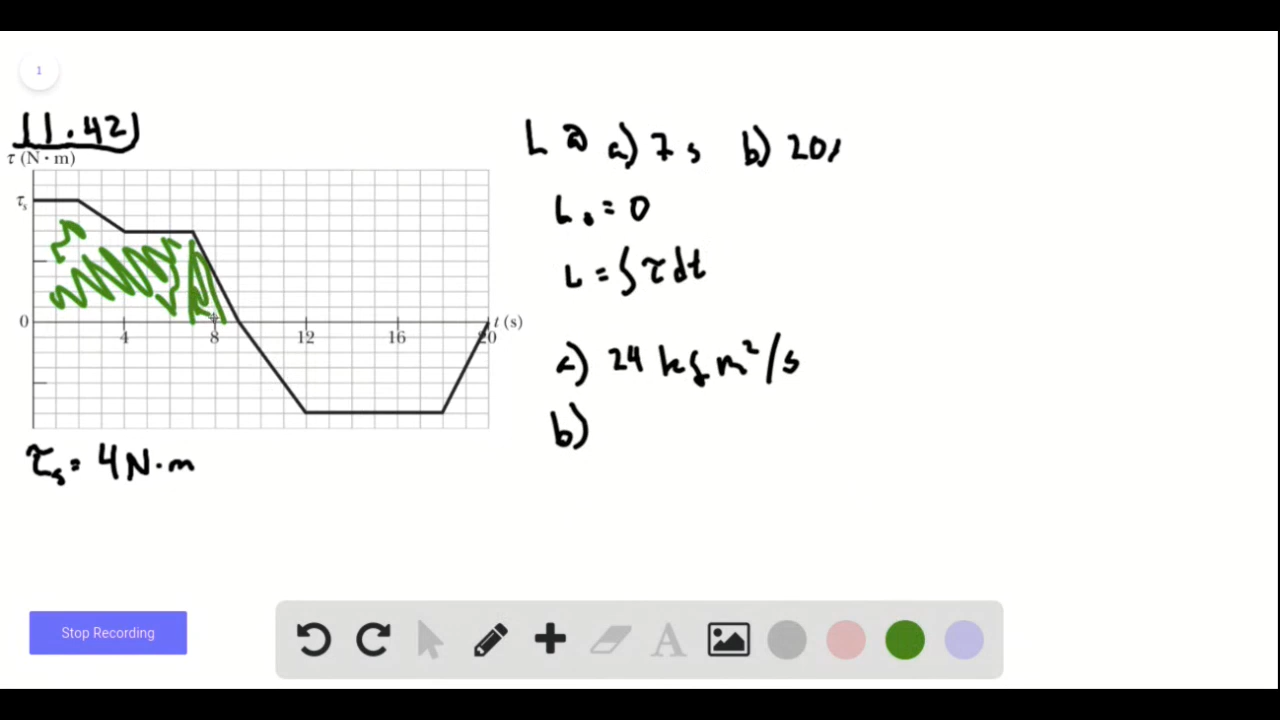 1
11.42
τ (N · m)
τs
0
4 8 12 16 20 t (s)
τs = 4 N·m
L @ a) 7 s b) 20s
L₀ = 0
L = ∫ τ dt
a) 24 kg m²/s
b)
Stop Recording
A